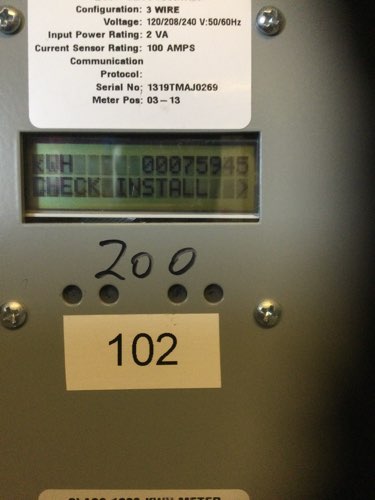 Configuration: 3 WIRE
Voltage: 120/208/240 V:50/60Hz
Input Power Rating: 2 VA
Current Sensor Rating: 100 AMPS
Communication
Protocol:
Serial No: 1319TMAJ0269
Meter Pos: 03-13
KWH 00075945
CHECK INSTALL >
200
102